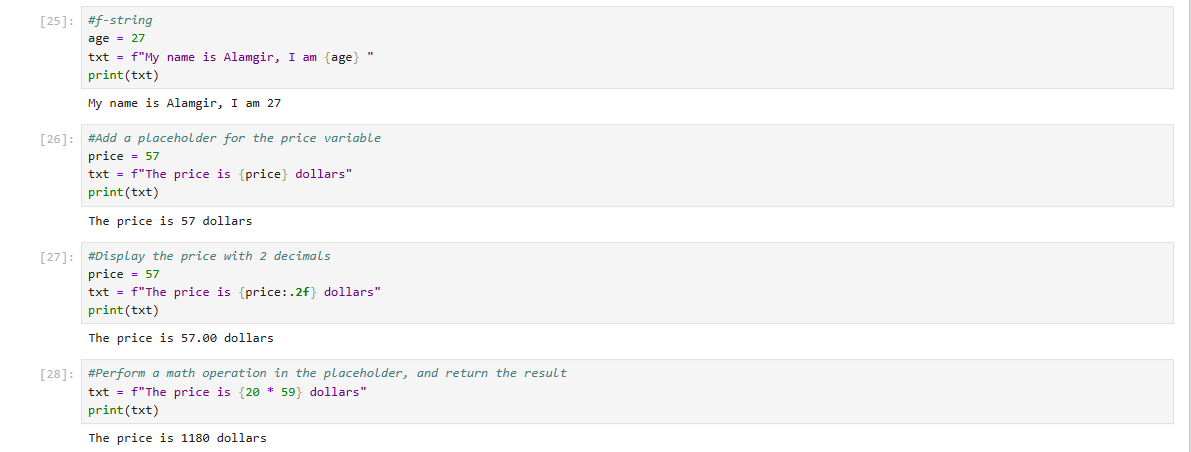 [25]: #f-string
age = 27
txt = f"My name is Alamgir, I am {age} "
print(txt)
My name is Alamgir, I am 27
[26]: #Add a placeholder for the price variable
price = 57
txt = f"The price is {price} dollars"
print(txt)
The price is 57 dollars
[27]: #Display the price with 2 decimals
price = 57
txt = f"The price is {price:.2f} dollars"
print(txt)
The price is 57.00 dollars
[28]: #Perform a math operation in the placeholder, and return the result
txt = f"The price is {20 * 59} dollars"
print(txt)
The price is 1180 dollars